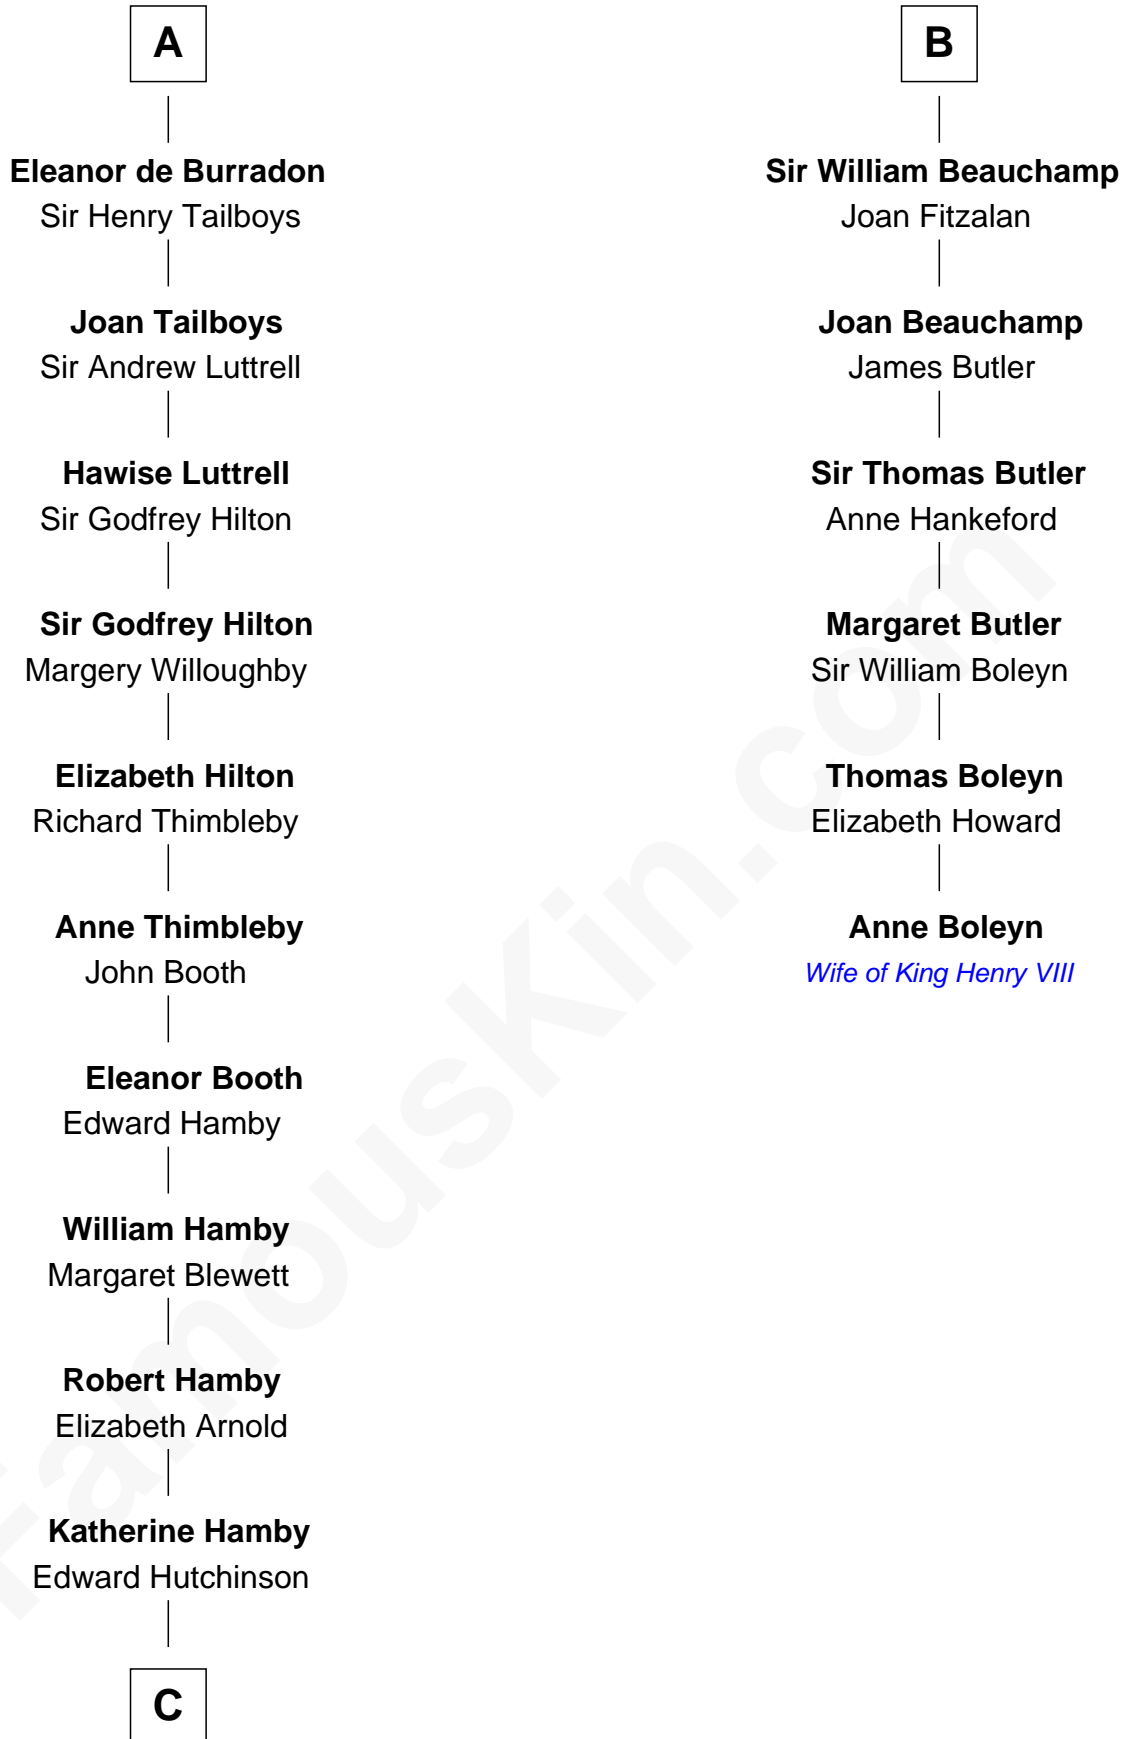 A
Eleanor de Burradon
Sir Henry Tailboys
Joan Tailboys
Sir Andrew Luttrell
Hawise Luttrell
Sir Godfrey Hilton
Sir Godfrey Hilton
Margery Willoughby
Elizabeth Hilton
Richard Thimbleby
Anne Thimbleby
John Booth
Eleanor Booth
Edward Hamby
William Hamby
Margaret Blewett
Robert Hamby
Elizabeth Arnold
Katherine Hamby
Edward Hutchinson
C
B
Sir William Beauchamp
Joan Fitzalan
Joan Beauchamp
James Butler
Sir Thomas Butler
Anne Hankeford
Margaret Butler
Sir William Boleyn
Thomas Boleyn
Elizabeth Howard
Anne Boleyn
Wife of King Henry VIII
FamousKin.com